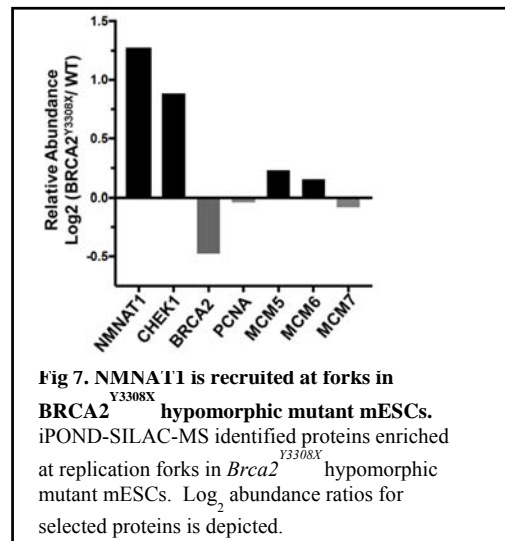 1.5
1.0
0.5
0.0
-0.5
Relative Abundance
Log2 (BRCA2Y3308X/ WT)
NMNAT1
CHEK1
BRCA2
PCNA
MCM5
MCM6
MCM7
Fig 7. NMNAT1 is recruited at forks in
BRCA2Y3308X hypomorphic mutant mESCs.
iPOND-SILAC-MS identified proteins enriched
at replication forks in Brca2Y3308X hypomorphic
mutant mESCs. Log2 abundance ratios for
selected proteins is depicted.